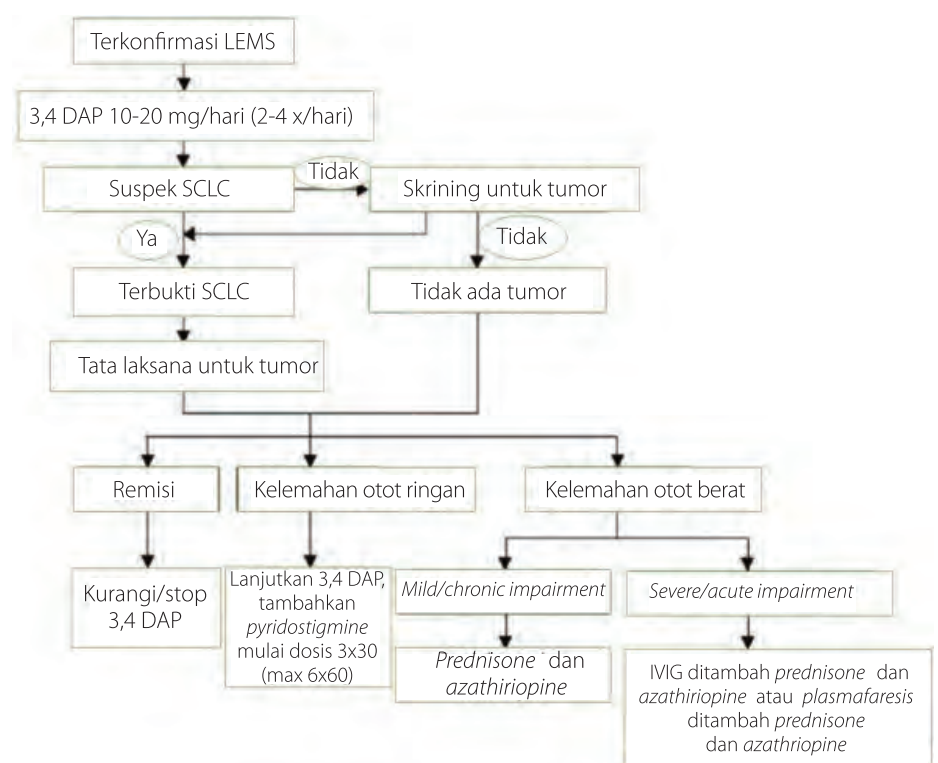 Terkonfirmasi LEMS
3,4 DAP 10-20 mg/hari (2-4 x/hari)
Suspek SCLC
Tidak
Skrining untuk tumor
Ya
Tidak
Terbukti SCLC
Tidak ada tumor
Tata laksana untuk tumor
Remisi
Kelemahan otot ringan
Kelemahan otot berat
Kurangi/stop
3,4 DAP
Lanjutkan 3,4 DAP,
tambahkan
pyridostigmine
mulai dosis 3x30
(max 6x60)
Mild/chronic impairment
Severe/acute impairment
Prednisone dan
azathiriopine
IVIG ditambah prednisone dan
azathiriopine atau plasmafaresis
ditambah prednisone
dan azathriopine